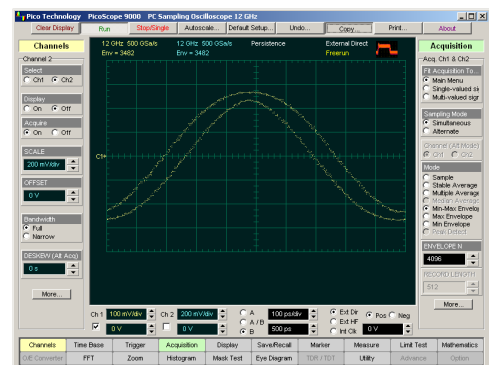 Pico Technology PicoScope 9000 PC Sampling Oscilloscope 12 GHz
Clear Display Run Stop/Single Autoscale... Default Setup... Undo... Copy... Print... About
Channels
Channel 2
Select
Ch1 Ch2
Display
On Off
Acquire
On Off
SCALE
200 mV/div
OFFSET
0 V
Bandwidth
Full
Narrow
DESKEW (Alt Acq)
0 s
More...
12 GHz 500 GSa/s 12 GHz 500 GSa/s Persistence External Direct
Env = 3482 Env = 3482 Freerun
C1+
Acquisition
Acq. Ch1 & Ch2
Fit Acquisition To...
Main Menu
Single-valued si
Multi-valued sigr
Sampling Mode
Simultaneous
Alternate
Channel (Alt Mode)
Ch1 Ch2
Mode
Sample
Stable Average
Multiple Average
Median Average
Min-Max Envelo
Max Envelope
Min Envelope
Peak Detect
ENVELOPE N
4096
RECORD LENGTH
512
More...
Ch 1 100 mV/div Ch 2 200 mV/div A 100 ps/div Ext Dir Pos Neg
A / B Ext HF
0 V 0 V B 500 ps Int Clk 0 V
Channels Time Base Trigger Acquisition Display Save/Recall Marker Measure Limit Test Mathematics
O/E Converter FFT Zoom Histogram Mask Test Eye Diagram TDR / TDT Utility Advance Option